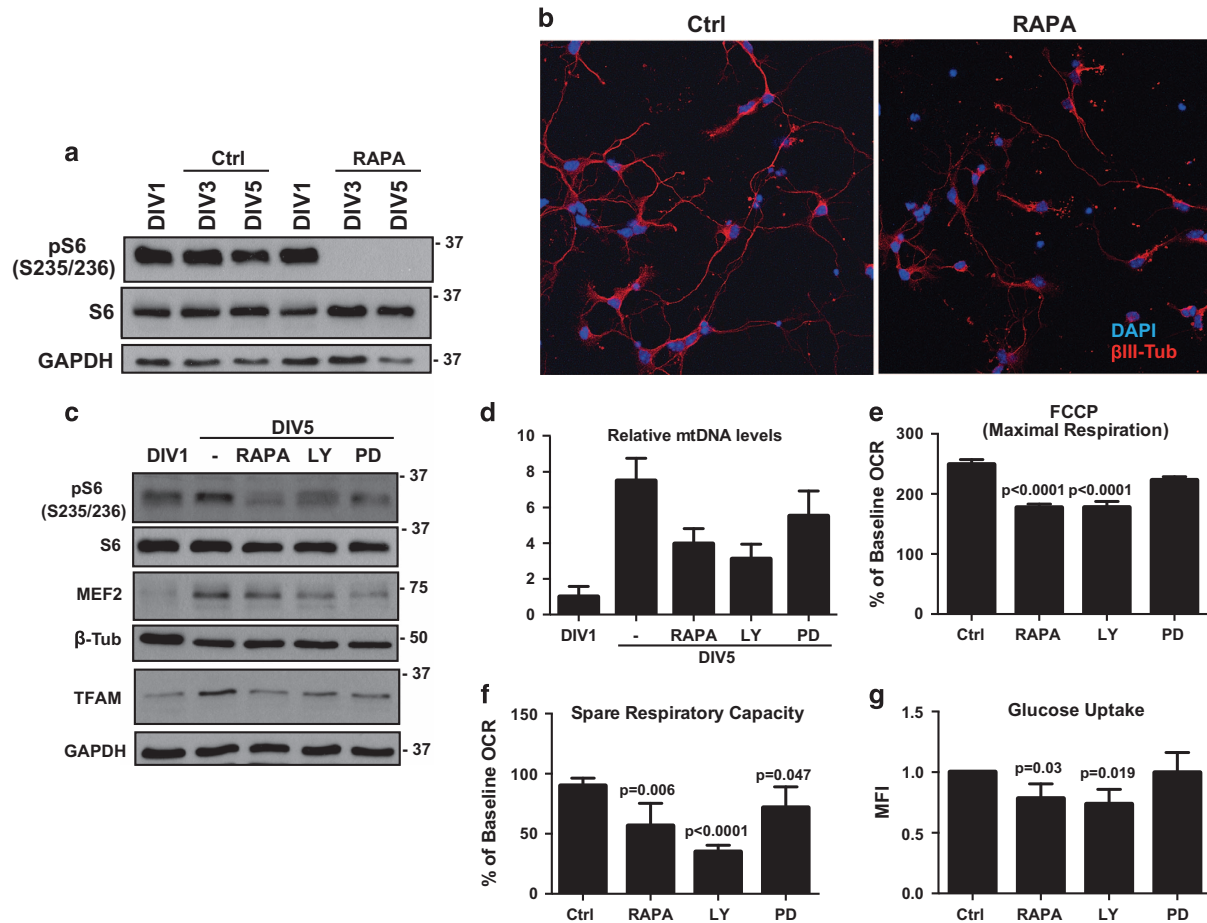 a
Ctrl RAPA
DIV1 DIV3 DIV5 DIV1 DIV3 DIV5
pS6
(S235/236)
- 37
S6
- 37
GAPDH
- 37
b
Ctrl RAPA
DAPI
βIII-Tub
c
DIV5
DIV1 - RAPA LY PD
pS6
(S235/236)
- 37
S6
- 37
MEF2
- 75
β-Tub
- 50
TFAM
- 37
GAPDH
- 37
d
Relative mtDNA levels
10
8
6
4
2
0
DIV1 - RAPA LY PD
DIV5
e
FCCP
(Maximal Respiration)
% of Baseline OCR
300
200
100
0
p<0.0001 p<0.0001
Ctrl RAPA LY PD
f
Spare Respiratory Capacity
% of Baseline OCR
150
100
50
0
p=0.006
p<0.0001
p=0.047
Ctrl RAPA LY PD
g
Glucose Uptake
MFI
1.5
1.0
0.5
0.0
p=0.03 p=0.019
Ctrl RAPA LY PD